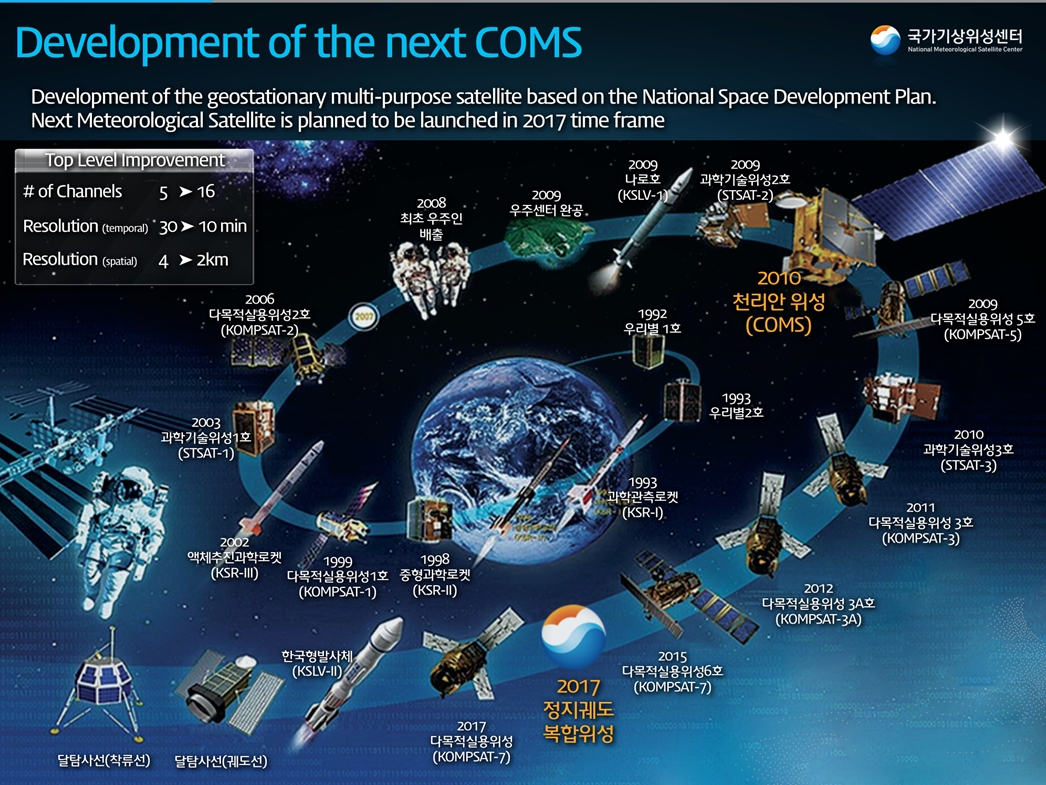 Development of the next COMS
국가기상위성센터
National Meteorological Satellite Center
Development of the geostationary multi-purpose satellite based on the National Space Development Plan.
Next Meteorological Satellite is planned to be launched in 2017 time frame
Top Level Improvement
# of Channels 5 ➤ 16
Resolution (temporal) 30 ➤ 10 min
Resolution (spatial) 4 ➤ 2km
2009
나로호
(KSLV-1)
2009
과학기술위성2호
(STSAT-2)
2009
우주센터 완공
2008
최초 우주인
배출
2007
2006
다목적실용위성2호
(KOMPSAT-2)
2010
천리안 위성
(COMS)
2009
다목적실용위성 5호
(KOMPSAT-5)
1992
우리별 1호
1993
우리별2호
2003
과학기술위성1호
(STSAT-1)
2010
과학기술위성3호
(STSAT-3)
1993
과학관측로켓
(KSR-I)
2011
다목적실용위성 3호
(KOMPSAT-3)
2002
액체추진과학로켓
(KSR-III)
1999
다목적실용위성1호
(KOMPSAT-1)
1998
중형과학로켓
(KSR-II)
2012
다목적실용위성 3A호
(KOMPSAT-3A)
2015
다목적실용위성6호
(KOMPSAT-7)
한국형발사체
(KSLV-II)
2017
정지궤도
복합위성
2017
다목적실용위성
(KOMPSAT-7)
달탐사선(착륙선)
달탐사선(궤도선)